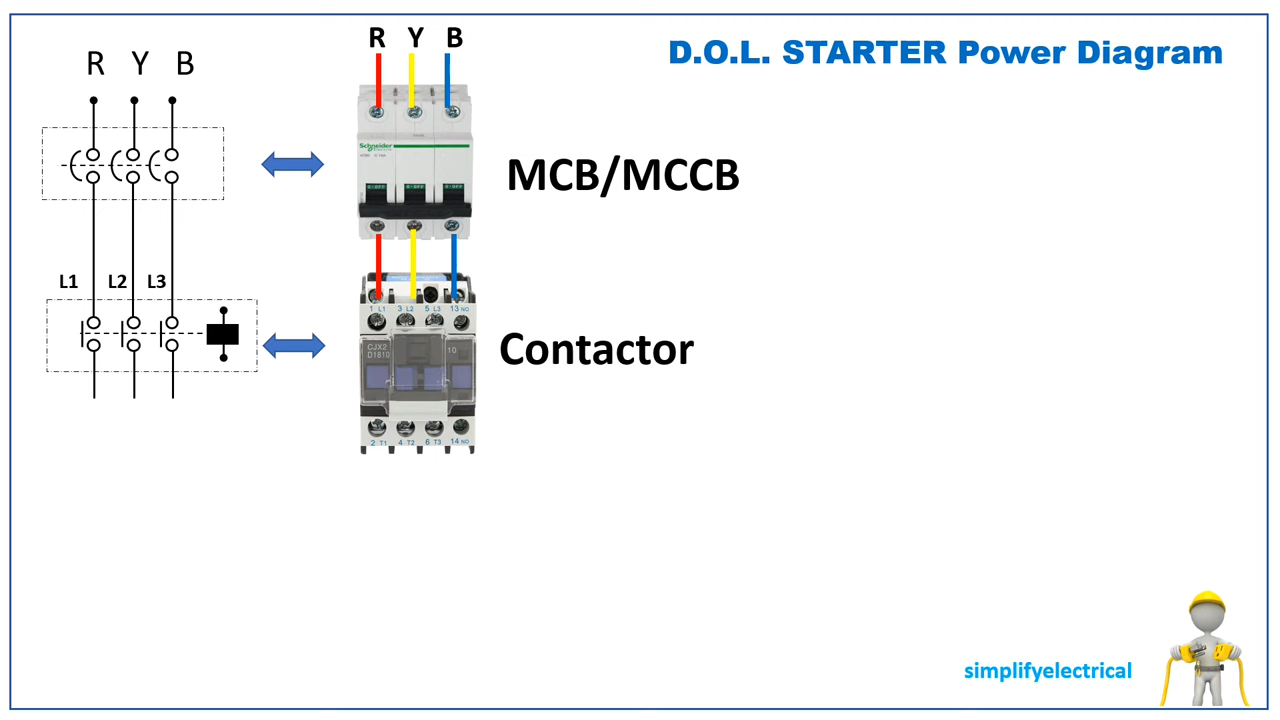 D.O.L. STARTER Power Diagram
R Y B
R Y B
Schneider
MCB/MCCB
L1 L2 L3
1 L1 3 L2 5 L3 13 NO
CJX2
D1810
10
Contactor
2 T1 4 T2 6 T3 14 NO
simplifyelectrical